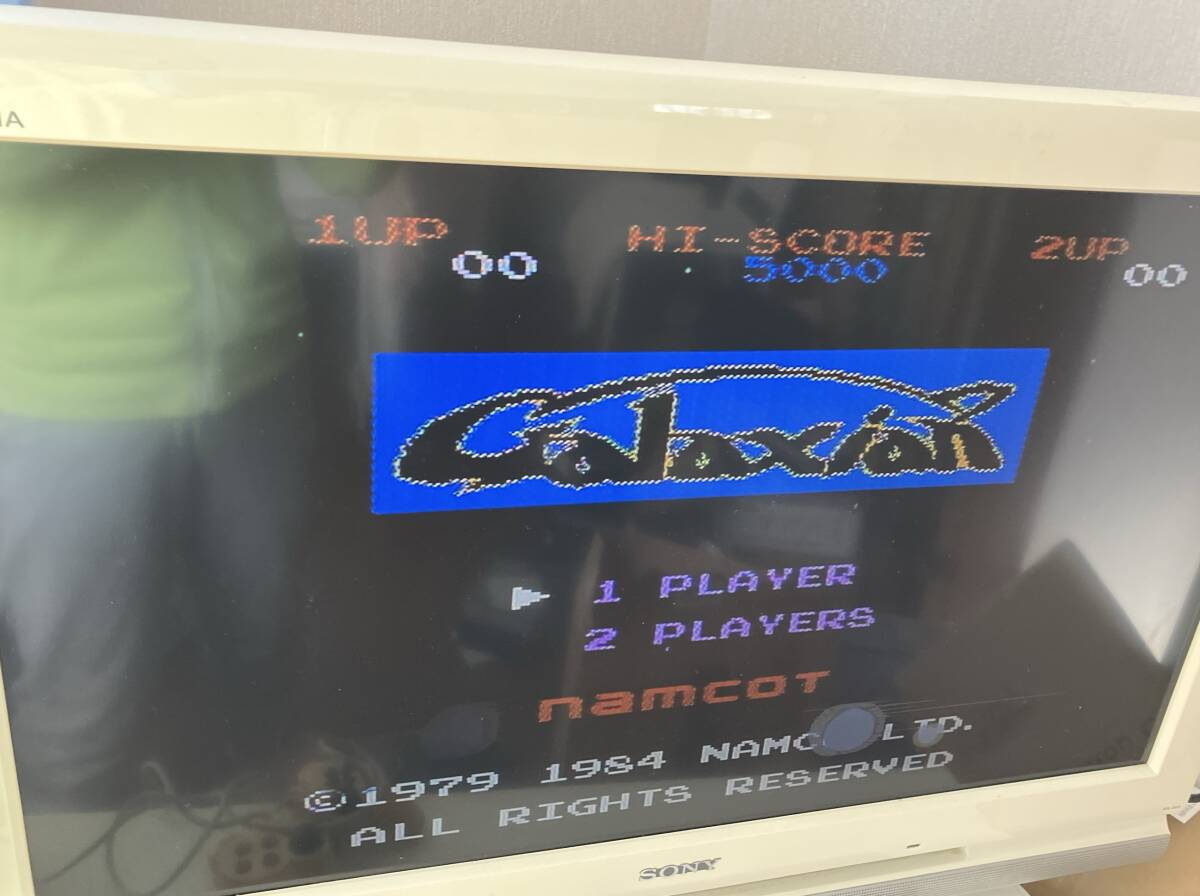 1UP HI-SCORE 2UP
00 5000 00
Galaxian
1 PLAYER
2 PLAYERS
namcot
©1979 1984 NAMC LTD.
ALL RIGHTS RESERVED
SONY